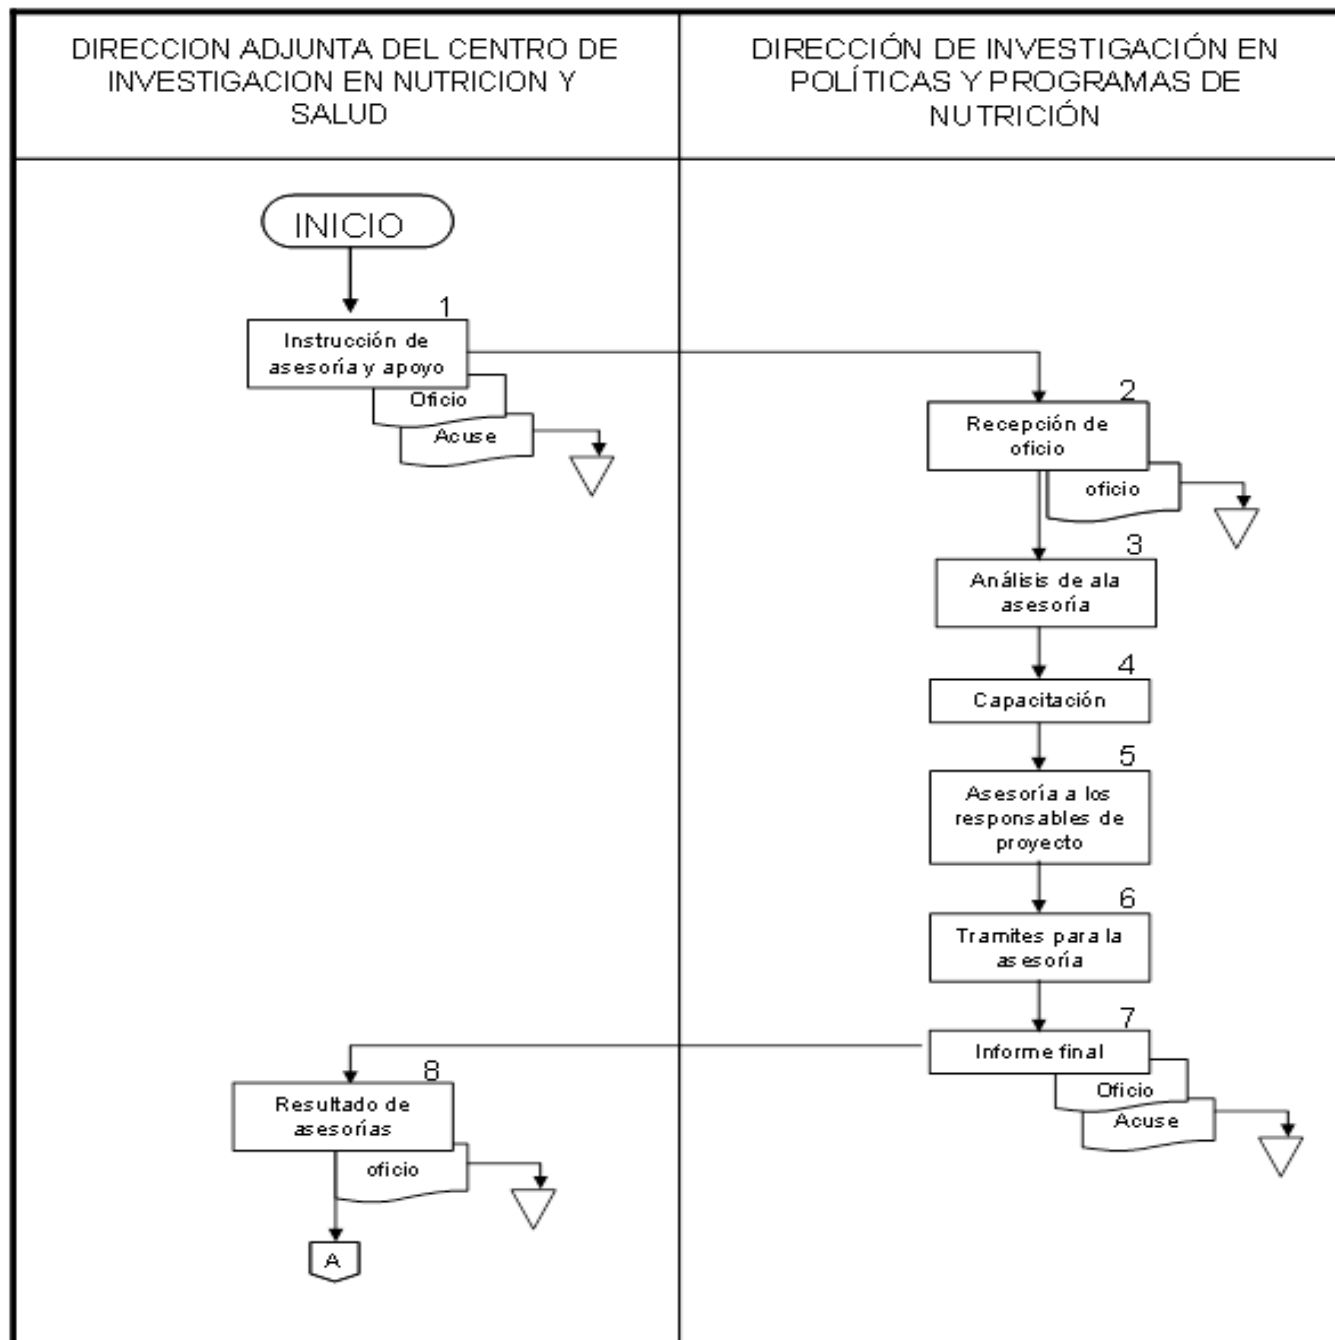 DIRECCION ADJUNTA DEL CENTRO DE
INVESTIGACION EN NUTRICION Y
SALUD
DIRECCIÓN DE INVESTIGACIÓN EN
POLÍTICAS Y PROGRAMAS DE
NUTRICIÓN
INICIO
1
Instrucción de
asesoría y apoyo
Oficio
Acuse
2
Recepción de
oficio
oficio
3
Análisis de ala
asesoría
4
Capacitación
5
Asesoría a los
responsables de
proyecto
6
Tramites para la
asesoría
7
Informe final
Oficio
Acuse
8
Resultado de
asesorías
oficio
A